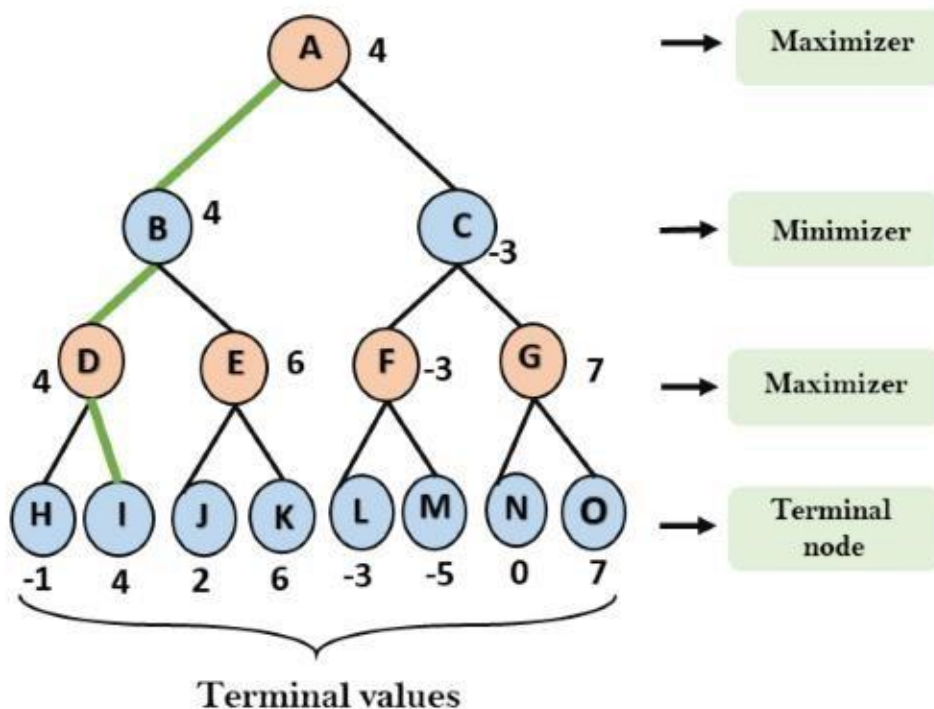 A 4 Maximizer
B 4 C -3 Minimizer
D 4 E 6 F -3 G 7 Maximizer
H I J K L M N O Terminal
node
-1 4 2 6 -3 -5 0 7
Terminal values